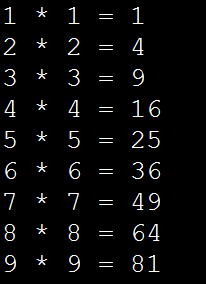 1 * 1 = 1
2 * 2 = 4
3 * 3 = 9
4 * 4 = 16
5 * 5 = 25
6 * 6 = 36
7 * 7 = 49
8 * 8 = 64
9 * 9 = 81